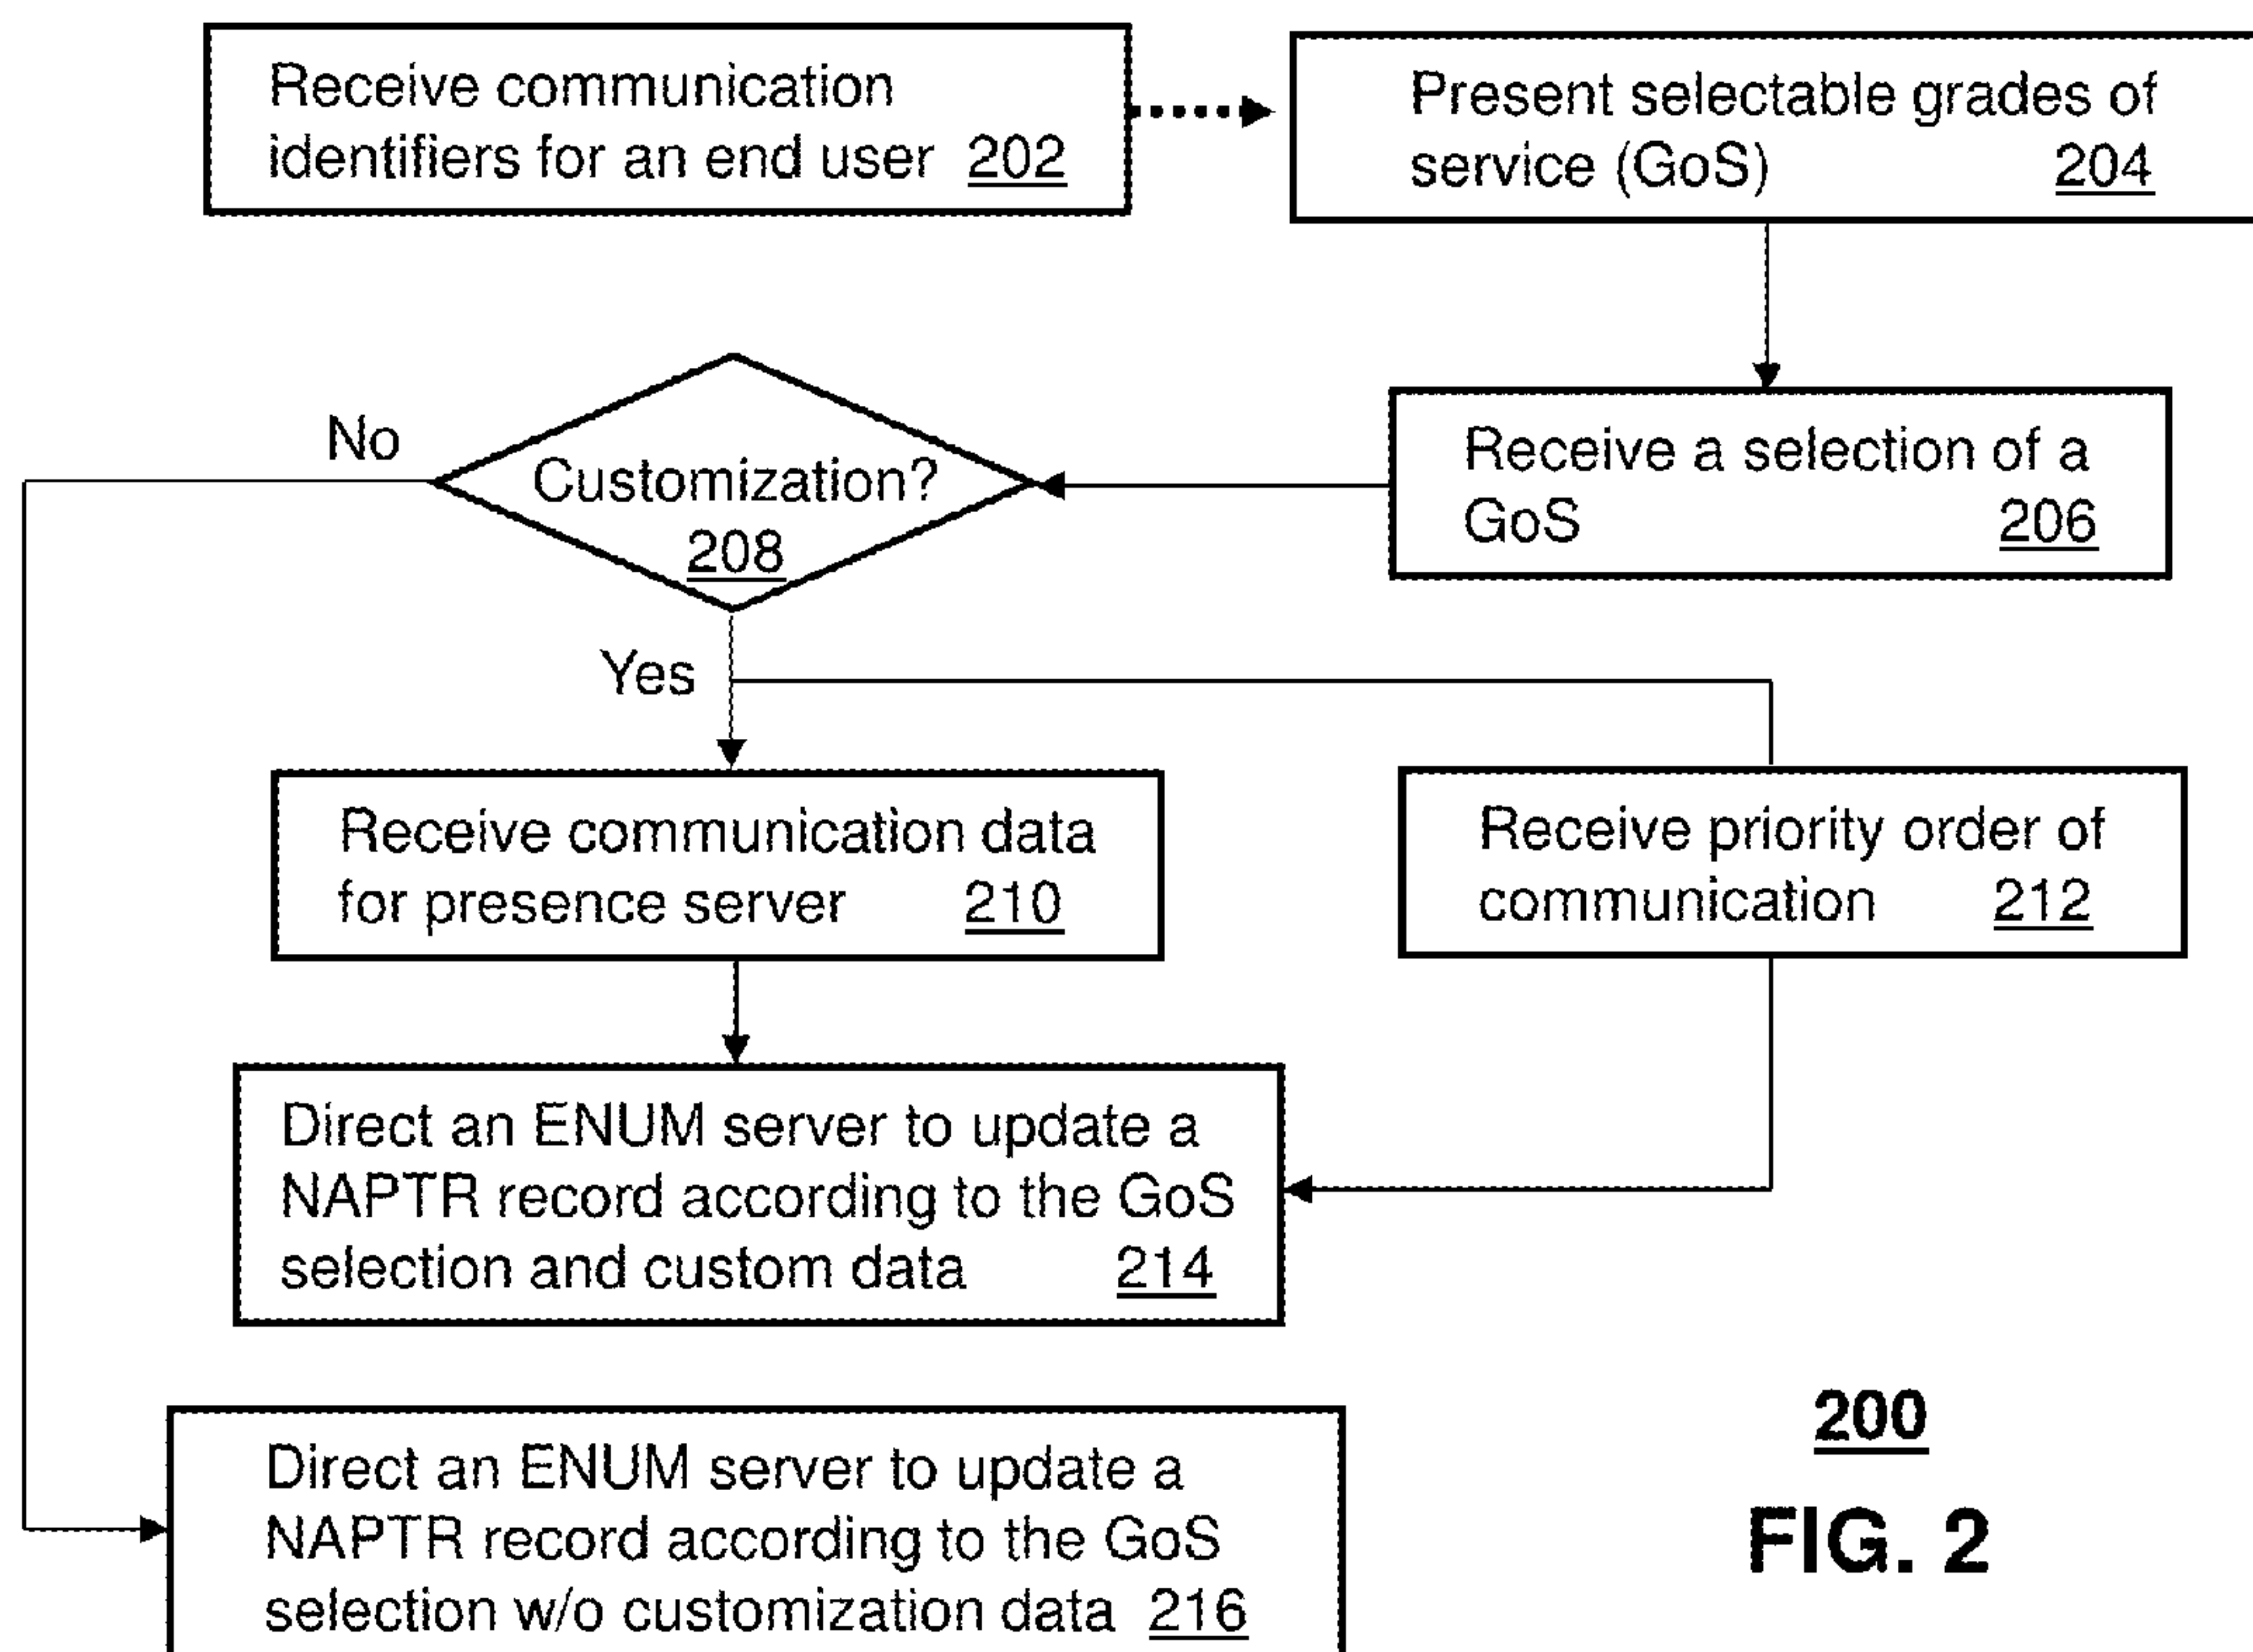 Receive communication
identifiers for an end user 202
Present selectable grades of
service (GoS) 204
Receive a selection of a
GoS 206
No
Customization?
208
Yes
Receive communication data
for presence server 210
Receive priority order of
communication 212
Direct an ENUM server to update a
NAPTR record according to the GoS
selection and custom data 214
Direct an ENUM server to update a
NAPTR record according to the GoS
selection w/o customization data 216
200
FIG. 2